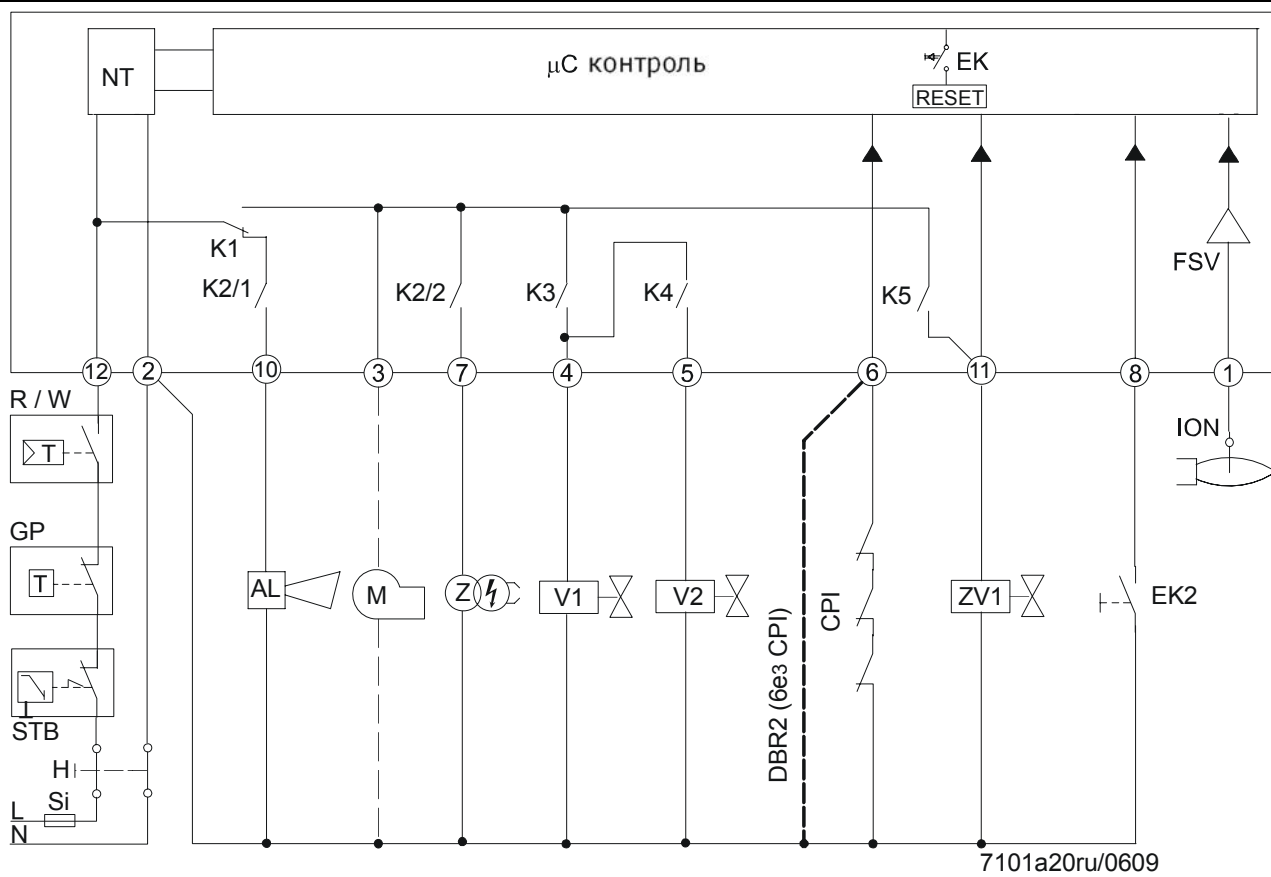 NT
μC контроль
EK
RESET
FSV
K1
K2/1
K2/2
K3
K4
K5
12
2
10
3
7
4
5
6
11
8
1
R / W
T
ION
GP
T
AL
M
Z
V1
V2
DBR2 (без CPI)
CPI
ZV1
EK2
STB
H
Si
L
N
7101a20ru/0609